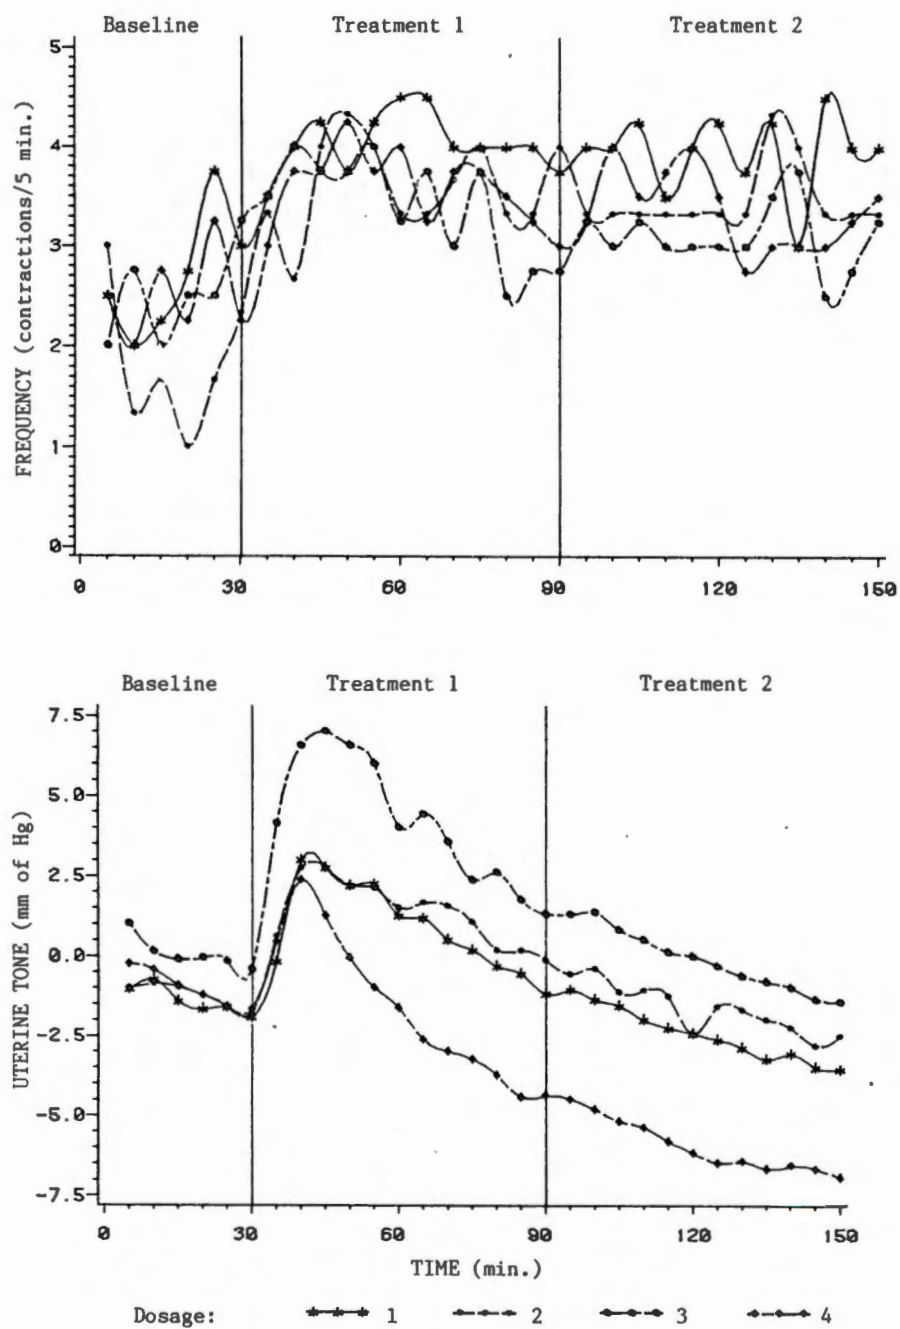 Baseline Treatment 1 Treatment 2
FREQUENCY (contractions/5 min.)
5
4
3
2
1
0
0 30 60 90 120 150
Baseline Treatment 1 Treatment 2
UTERINE TONE (mm of Hg)
7.5
5.0
2.5
0.0
-2.5
-5.0
-7.5
0 30 60 90 120 150
TIME (min.)
Dosage: 1 2 3 4